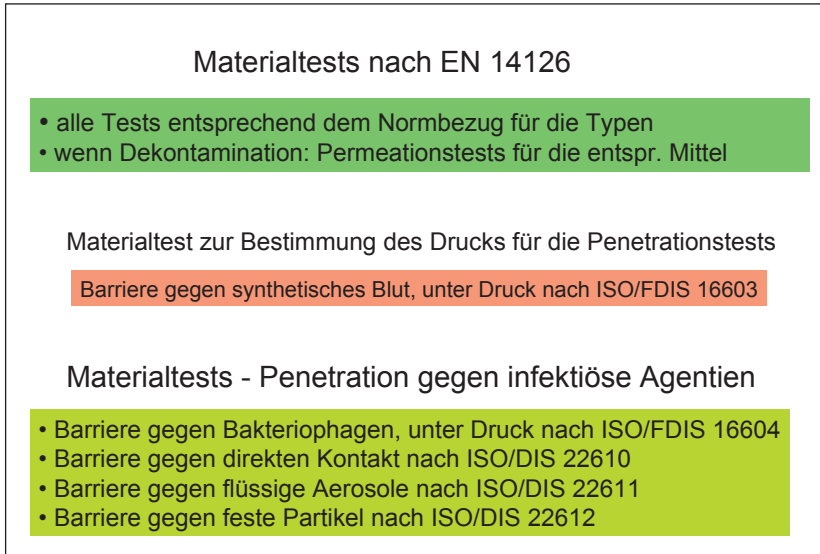 Materialtests nach EN 14126
• alle Tests entsprechend dem Normbezug für die Typen
• wenn Dekontamination: Permeationstests für die entspr. Mittel
Materialtest zur Bestimmung des Drucks für die Penetrationstests
Barriere gegen synthetisches Blut, unter Druck nach ISO/FDIS 16603
Materialtests - Penetration gegen infektiöse Agentien
• Barriere gegen Bakteriophagen, unter Druck nach ISO/FDIS 16604
• Barriere gegen direkten Kontakt nach ISO/DIS 22610
• Barriere gegen flüssige Aerosole nach ISO/DIS 22611
• Barriere gegen feste Partikel nach ISO/DIS 22612